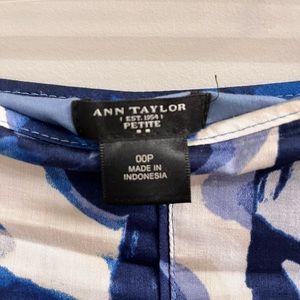 ANN TAYLOR
EST. 1954
PETITE
00P
MADE IN
INDONESIA